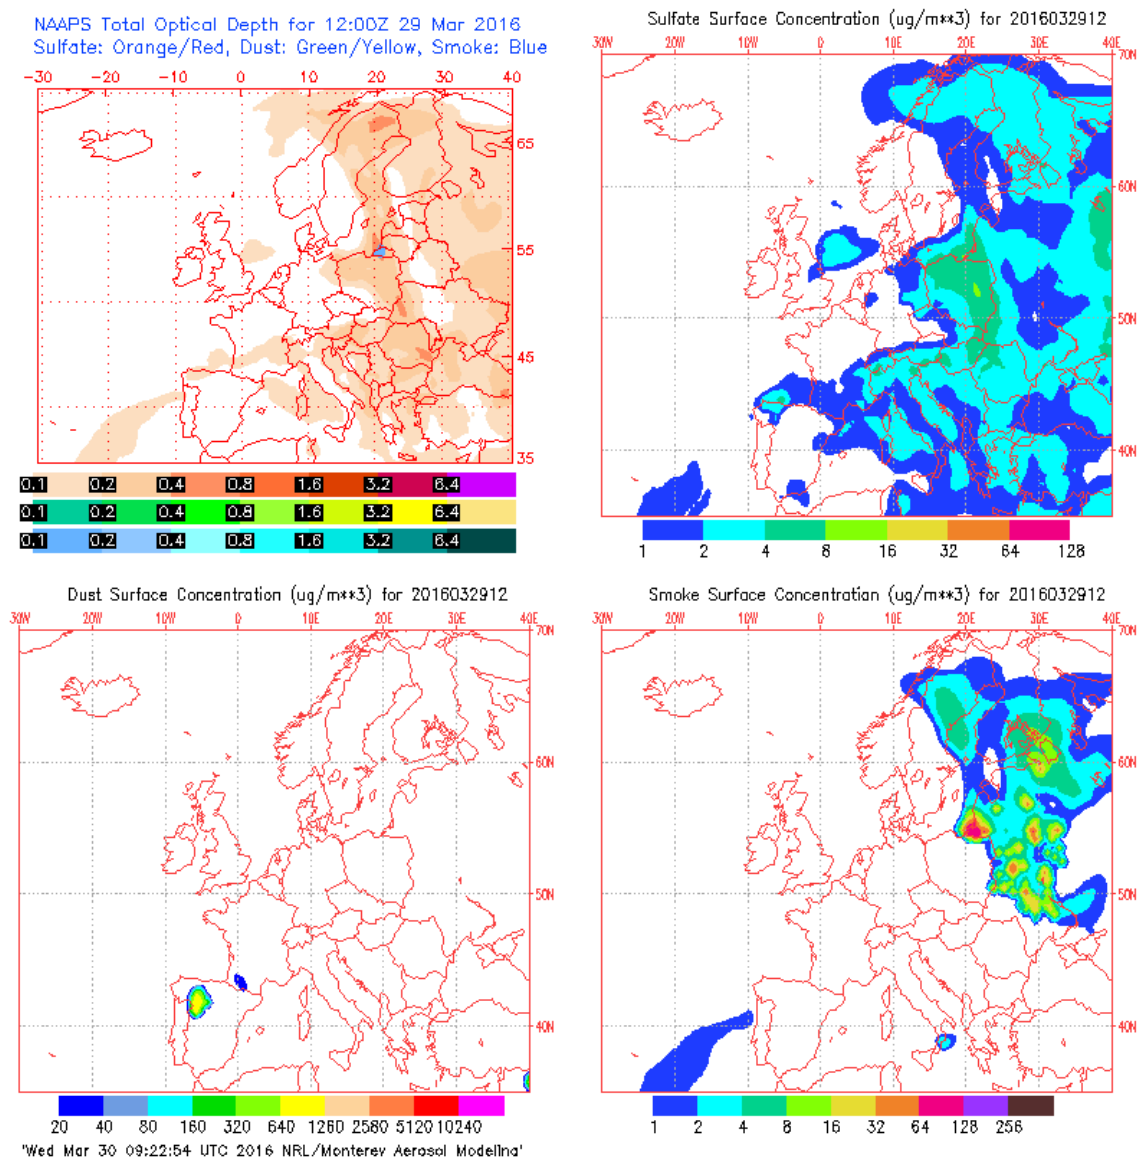 NAAPS Total Optical Depth for 12:00Z 29 Mar 2016
Sulfate: Orange/Red, Dust: Green/Yellow, Smoke: Blue
-30 -20 -10 0 10 20 30 40
65
55
45
35
0.1 0.2 0.4 0.8 1.6 3.2 6.4
0.1 0.2 0.4 0.8 1.6 3.2 6.4
0.1 0.2 0.4 0.8 1.6 3.2 6.4
Sulfate Surface Concentration (ug/m**3) for 2016032912
30W 20W 10W 0 10E 20E 30E 40E
70N
60N
50N
40N
1 2 4 8 16 32 64 128
Dust Surface Concentration (ug/m**3) for 2016032912
30W 20W 10W 0 10E 20E 30E 40E
70N
60N
50N
40N
20 40 80 160 320 640 1260 2580 5120 10240
'Wed Mar 30 09:22:54 UTC 2016 NRL/Monterey Aerosol Modeling'
Smoke Surface Concentration (ug/m**3) for 2016032912
30W 20W 10W 0 10E 20E 30E 40E
70N
60N
50N
40N
1 2 4 8 16 32 64 128 256